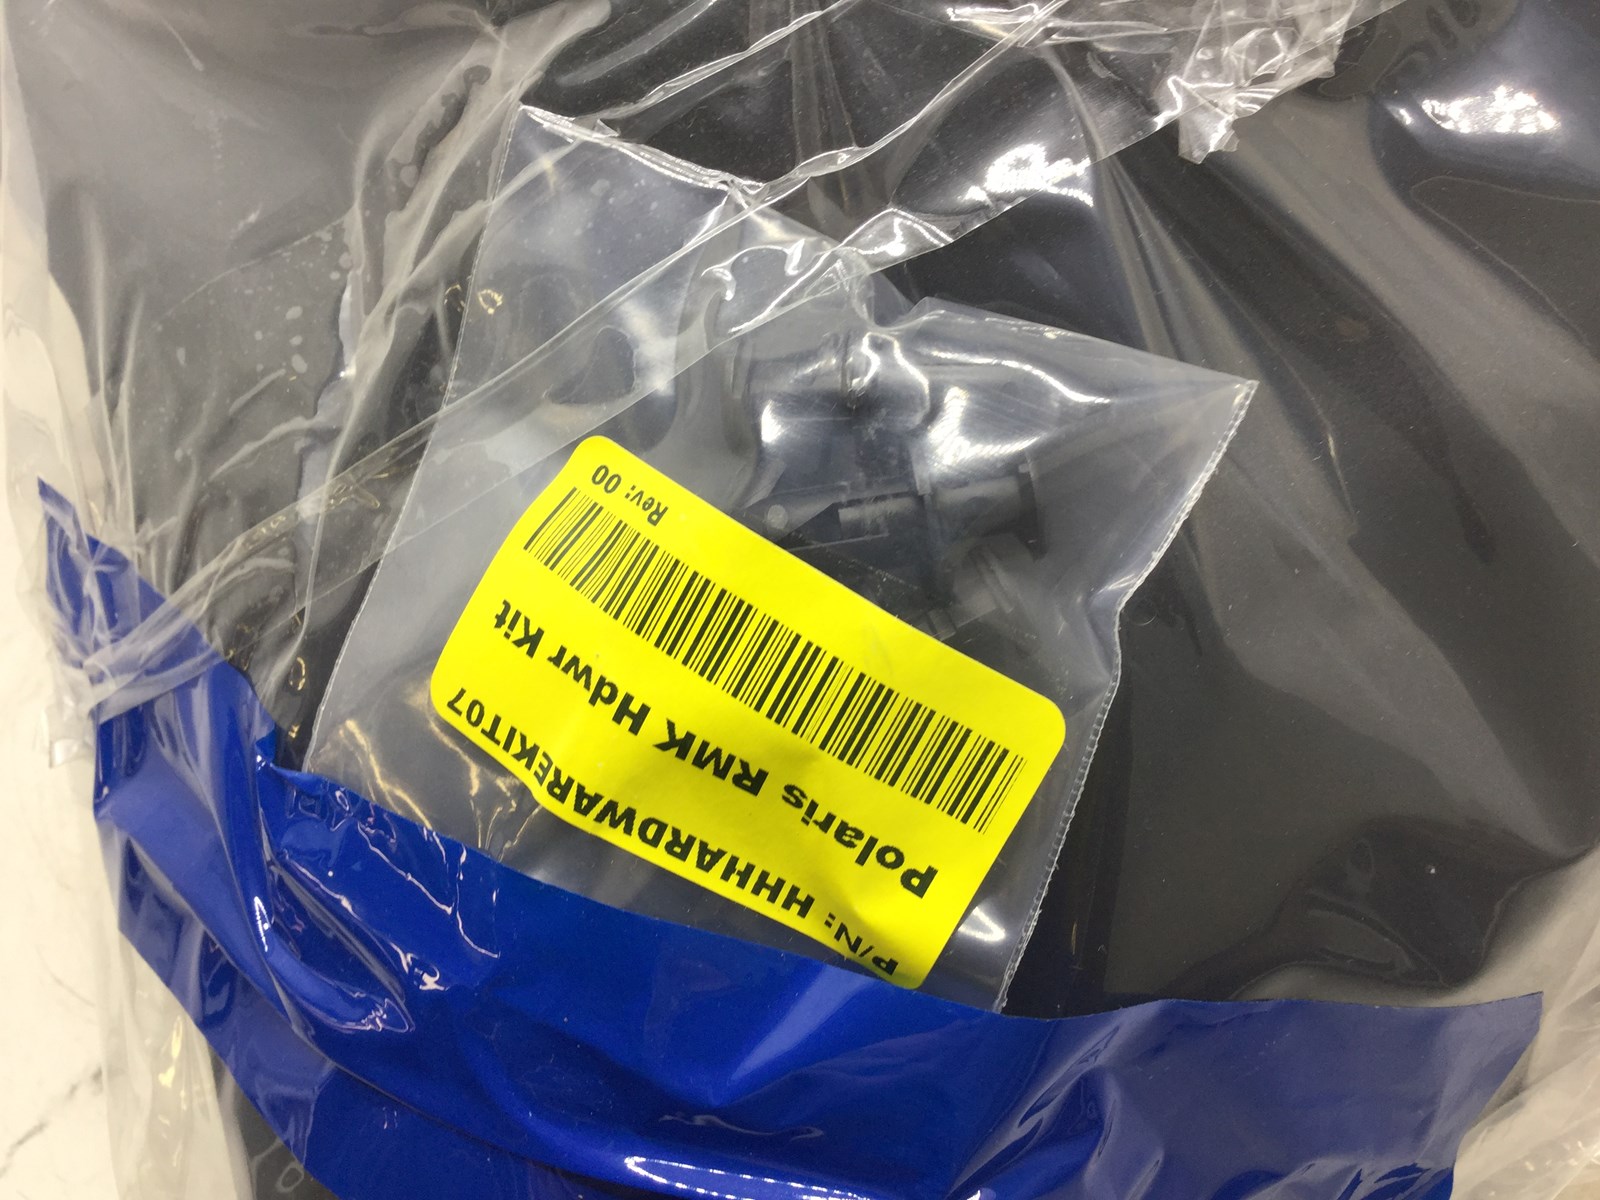 P/N: HHHARDWAREKIT07
Polaris RMK Hdwr Kit
Rev: 00